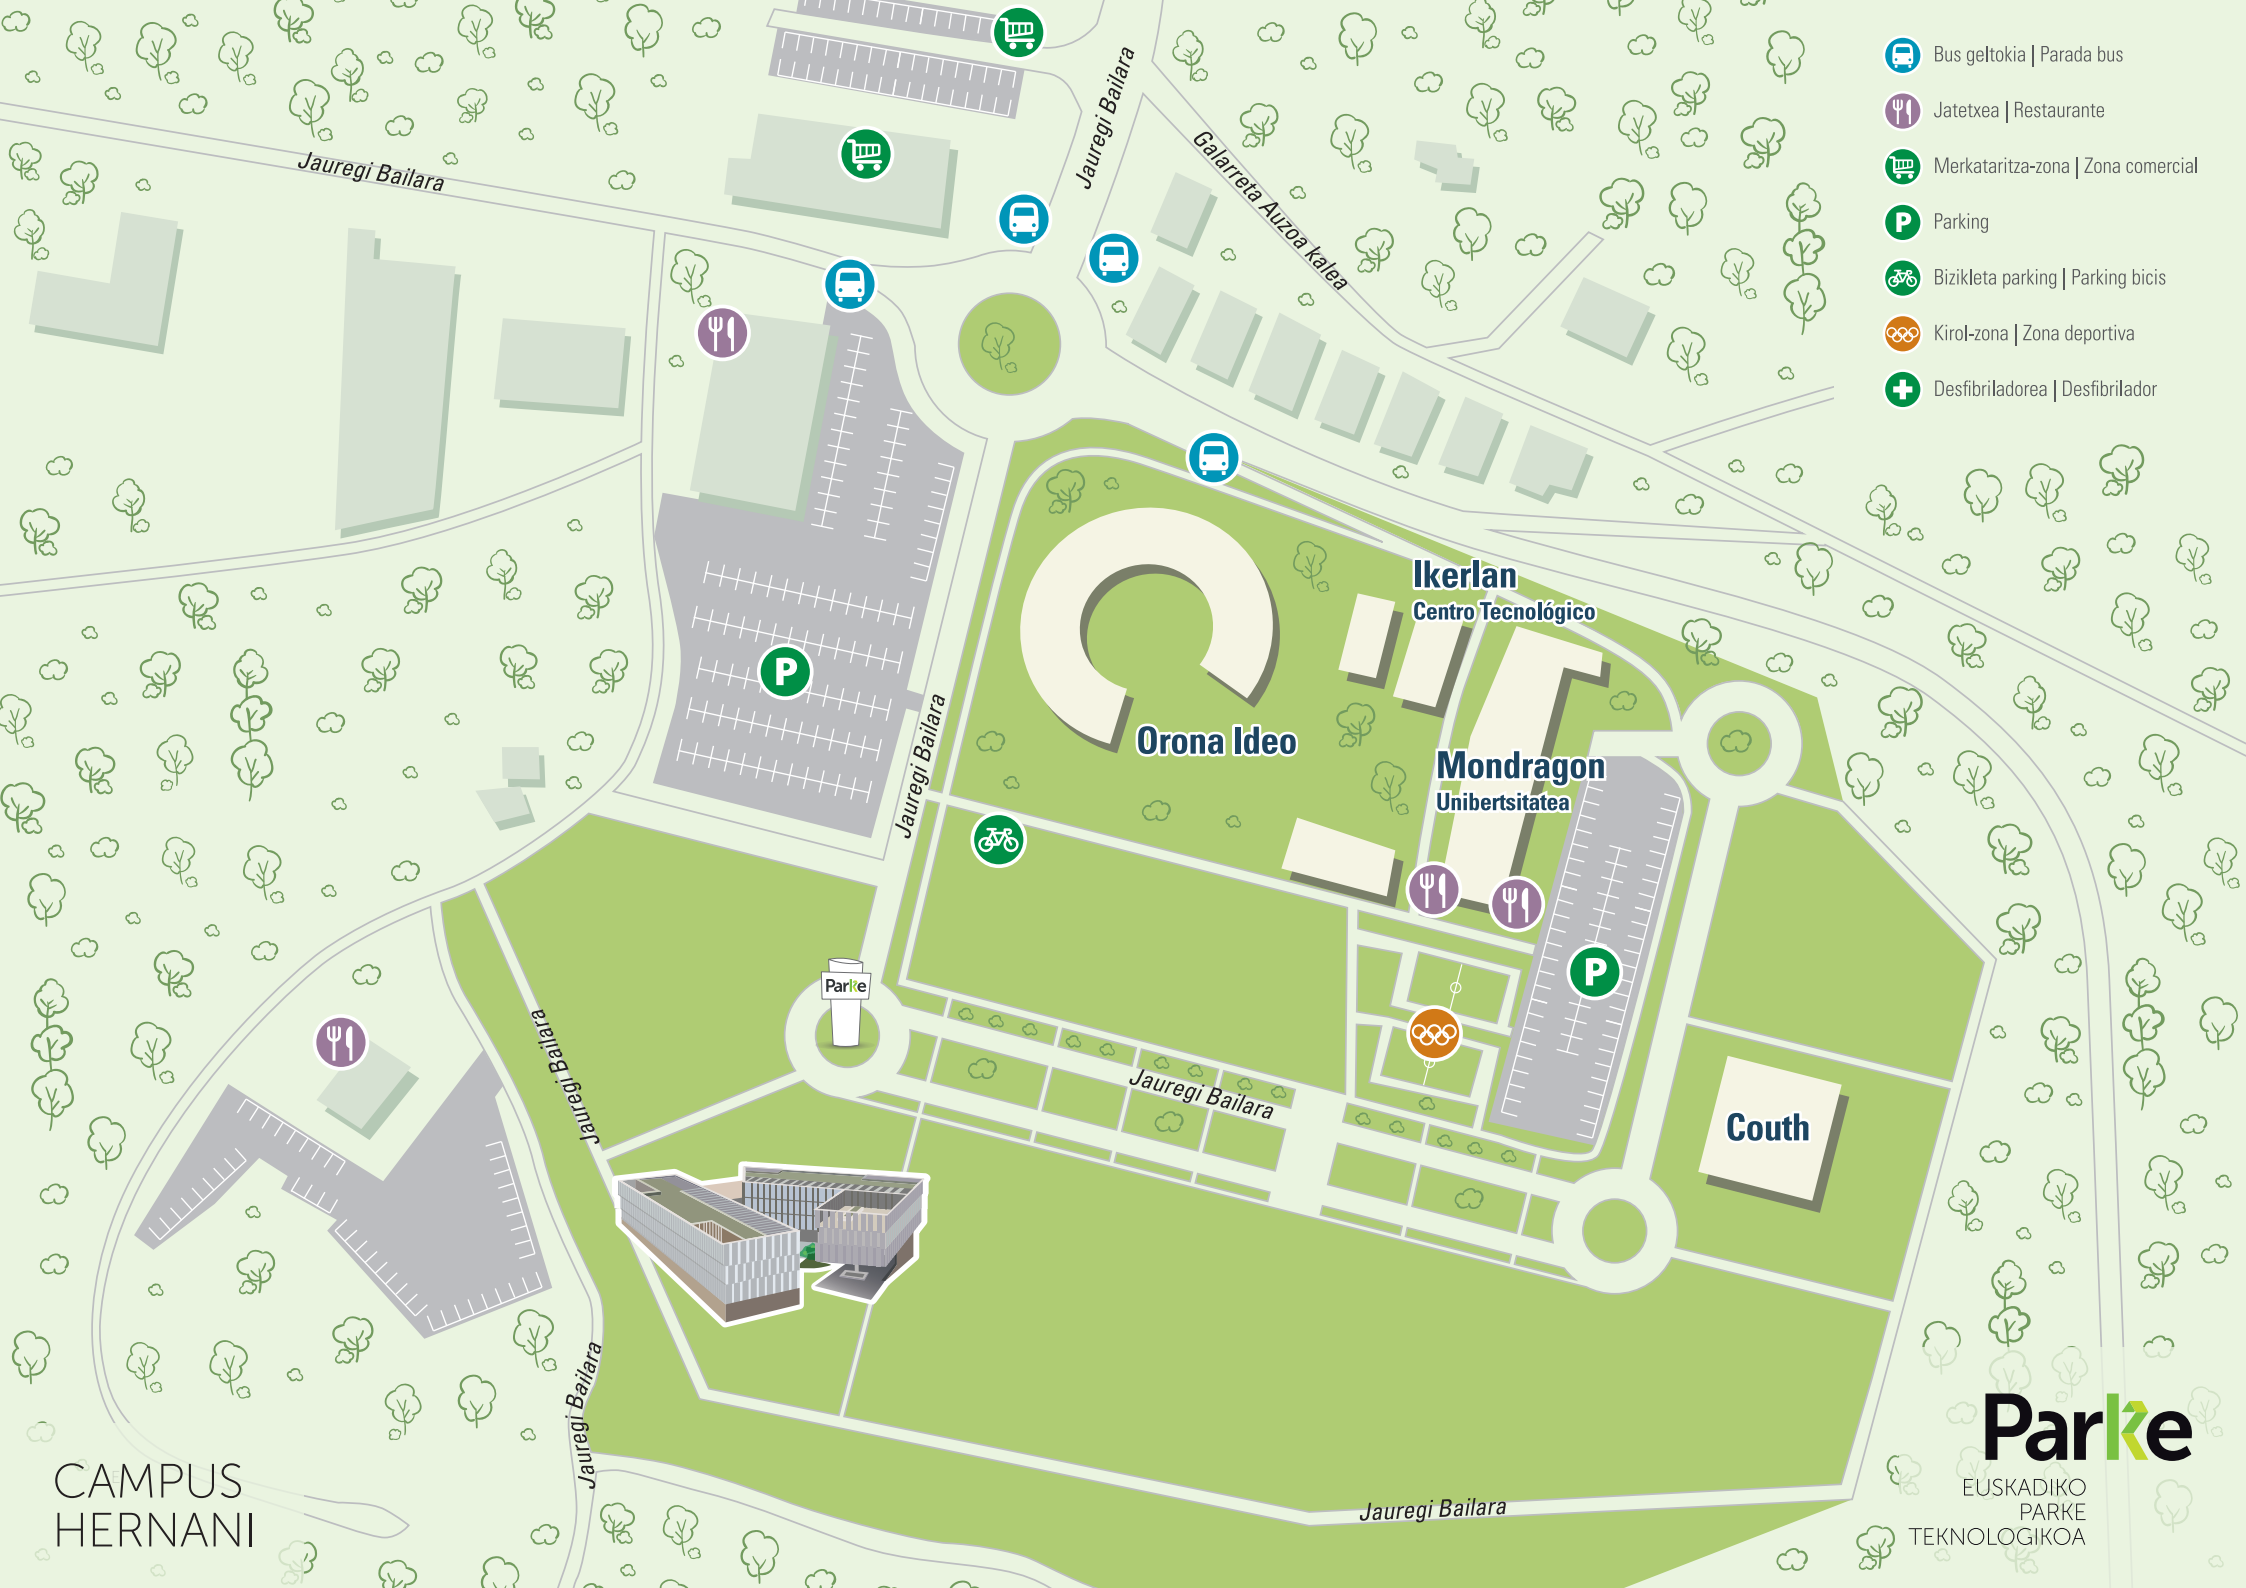 Bus geltokia | Parada bus
Jatetxea | Restaurante
Merkataritza-zona | Zona comercial
P Parking
Bizikleta parking | Parking bicis
Kirol-zona | Zona deportiva
Desfibriladorea | Desfibrilador
Jauregi Bailara
Jauregi Bailara
Galarreta Auzoa kalea
Ikerlan
Centro Tecnológico
P
Orona Ideo
Jauregi Bailara
Mondragon
Unibertsitatea
P
Parke
Jauregi Bailara
Jauregi Bailara
Couth
Jauregi Bailara
Jauregi Bailara
CAMPUS
HERNANI
Parke
EUSKADIKO
PARKE
TEKNOLOGIKOA